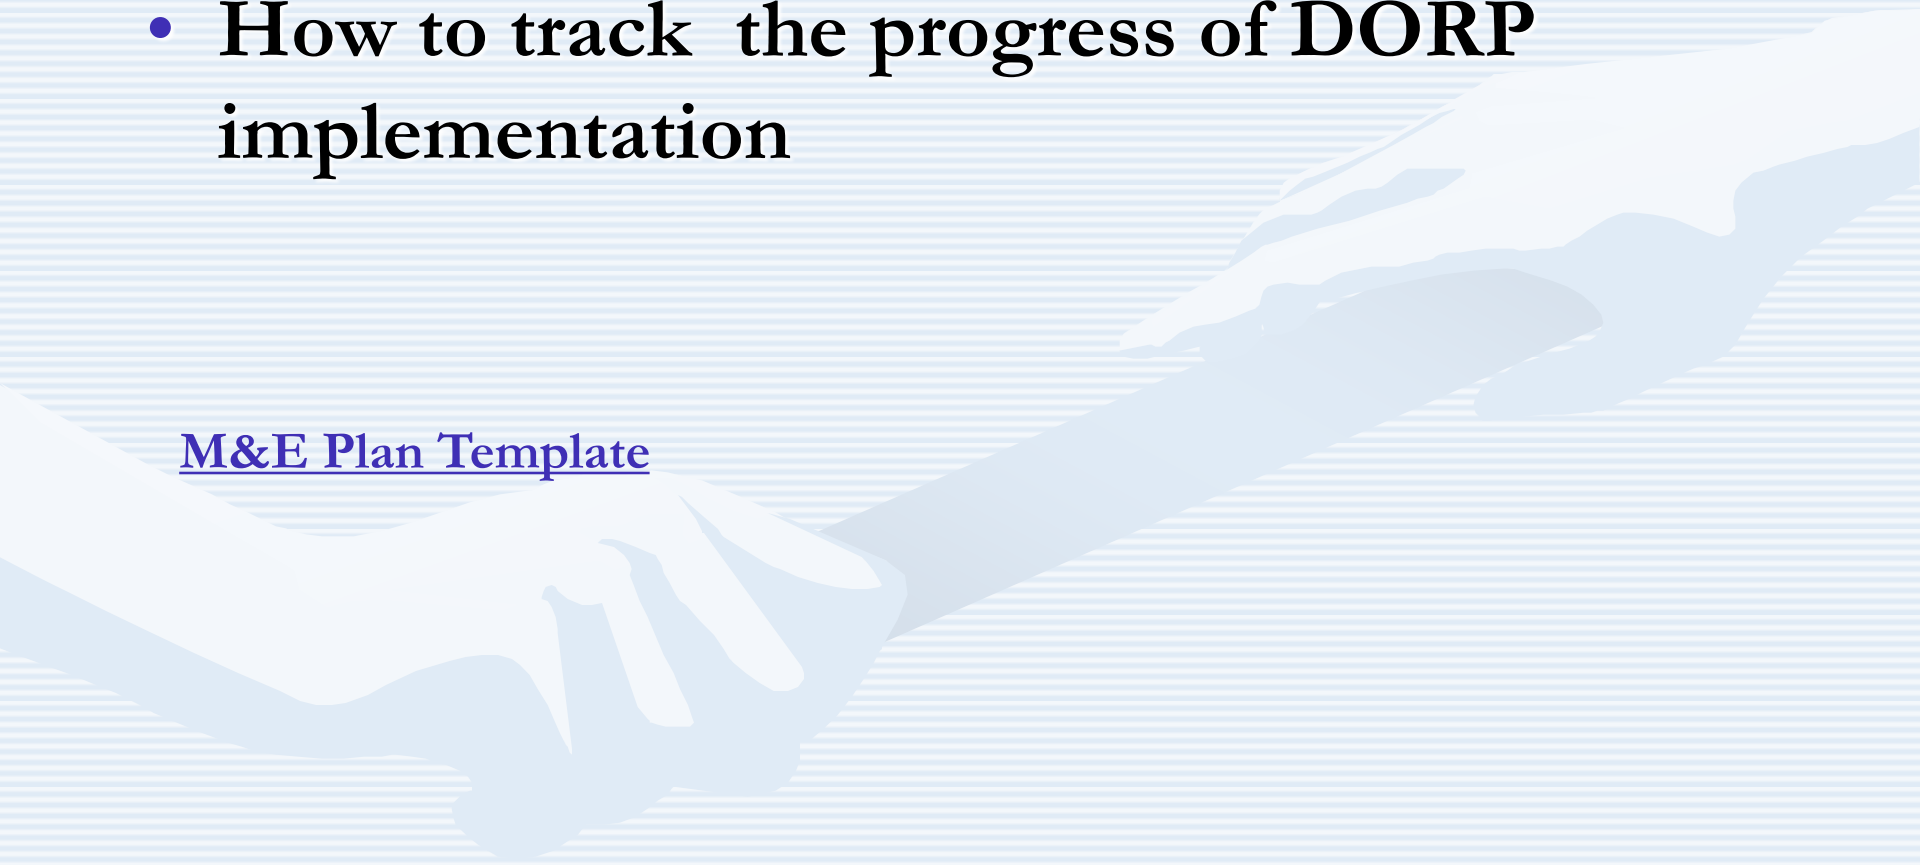 • How to track  the progress of DORP
implementation
M&E Plan Template